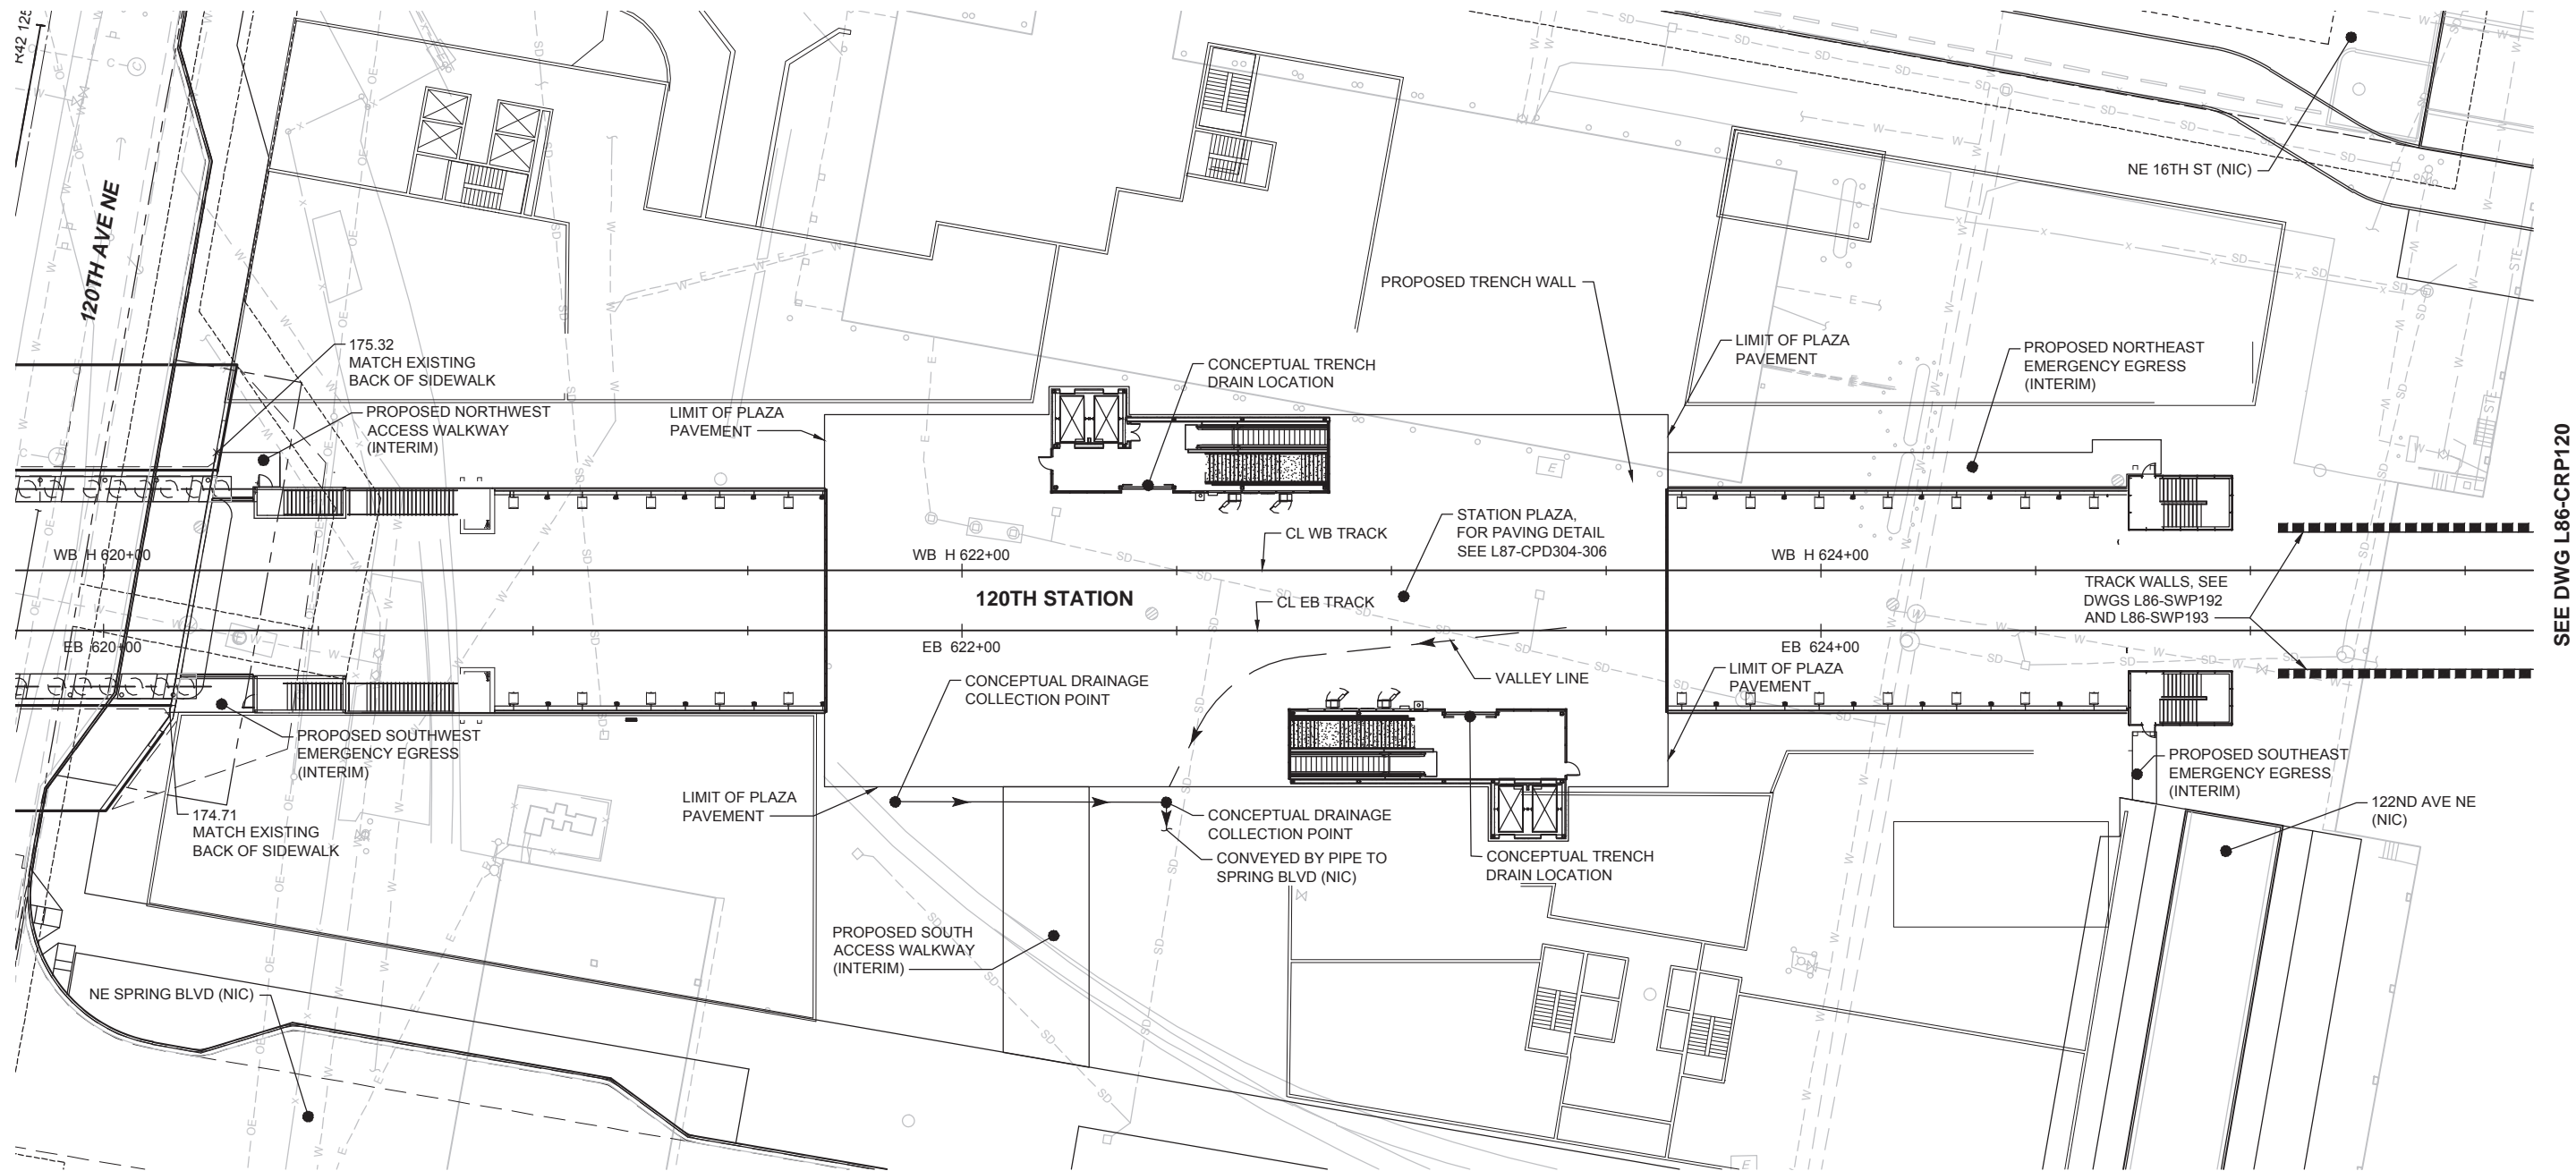 R42 125
120TH AVE NE
NE 16TH ST (NIC)
PROPOSED TRENCH WALL
175.32
MATCH EXISTING
BACK OF SIDEWALK
CONCEPTUAL TRENCH
DRAIN LOCATION
LIMIT OF PLAZA
PAVEMENT
PROPOSED NORTHEAST
EMERGENCY EGRESS
(INTERIM)
PROPOSED NORTHWEST
ACCESS WALKWAY
(INTERIM)
LIMIT OF PLAZA
PAVEMENT
STATION PLAZA,
FOR PAVING DETAIL
SEE L87-CPD304-306
CL WB TRACK
WB H 620+00
WB H 622+00
WB H 624+00
SEE DWG L86-CRP120
120TH STATION
CL EB TRACK
TRACK WALLS, SEE
DWGS L86-SWP192
AND L86-SWP193
EB 620+00
EB 622+00
EB 624+00
CONCEPTUAL DRAINAGE
COLLECTION POINT
VALLEY LINE
LIMIT OF PLAZA
PAVEMENT
PROPOSED SOUTHWEST
EMERGENCY EGRESS
(INTERIM)
PROPOSED SOUTHEAST
EMERGENCY EGRESS
(INTERIM)
LIMIT OF PLAZA
PAVEMENT
174.71
MATCH EXISTING
BACK OF SIDEWALK
CONCEPTUAL DRAINAGE
COLLECTION POINT
122ND AVE NE
(NIC)
CONVEYED BY PIPE TO
SPRING BLVD (NIC)
CONCEPTUAL TRENCH
DRAIN LOCATION
PROPOSED SOUTH
ACCESS WALKWAY
(INTERIM)
NE SPRING BLVD (NIC)